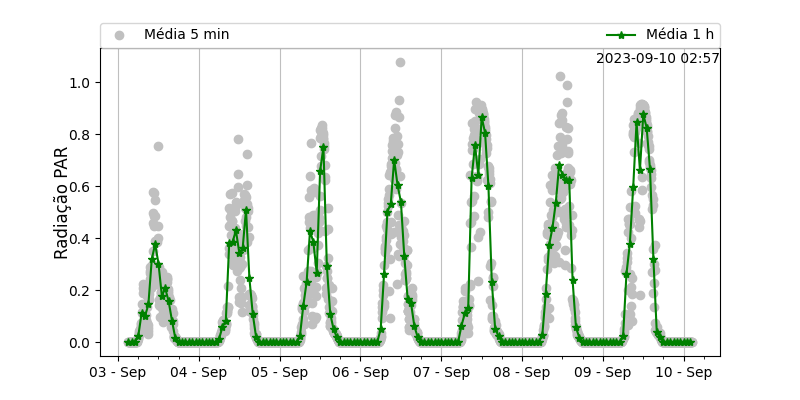 Média 5 min
Média 1 h
2023-09-10 02:57
Radiação PAR
1.0
0.8
0.6
0.4
0.2
0.0
03 - Sep
04 - Sep
05 - Sep
06 - Sep
07 - Sep
08 - Sep
09 - Sep
10 - Sep